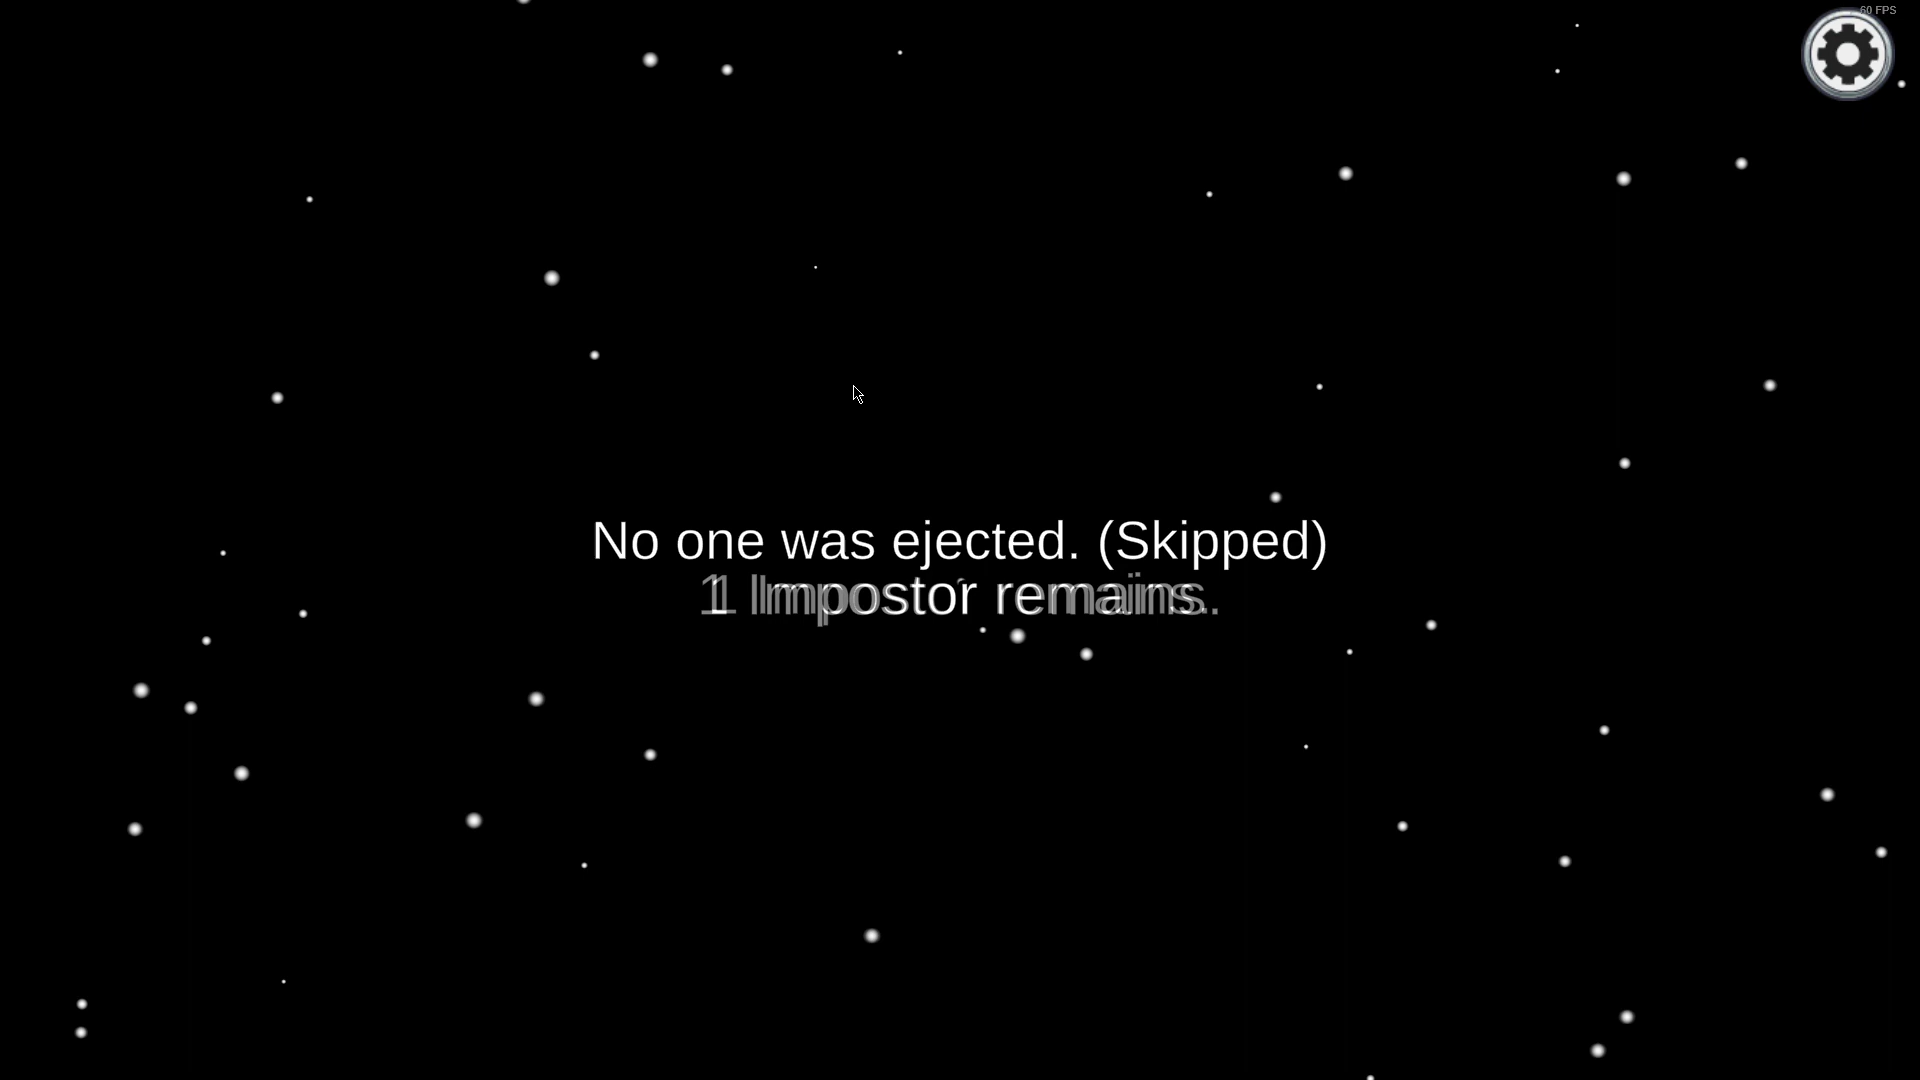 60 FPS
No one was ejected. (Skipped)
1 Impostor remains.